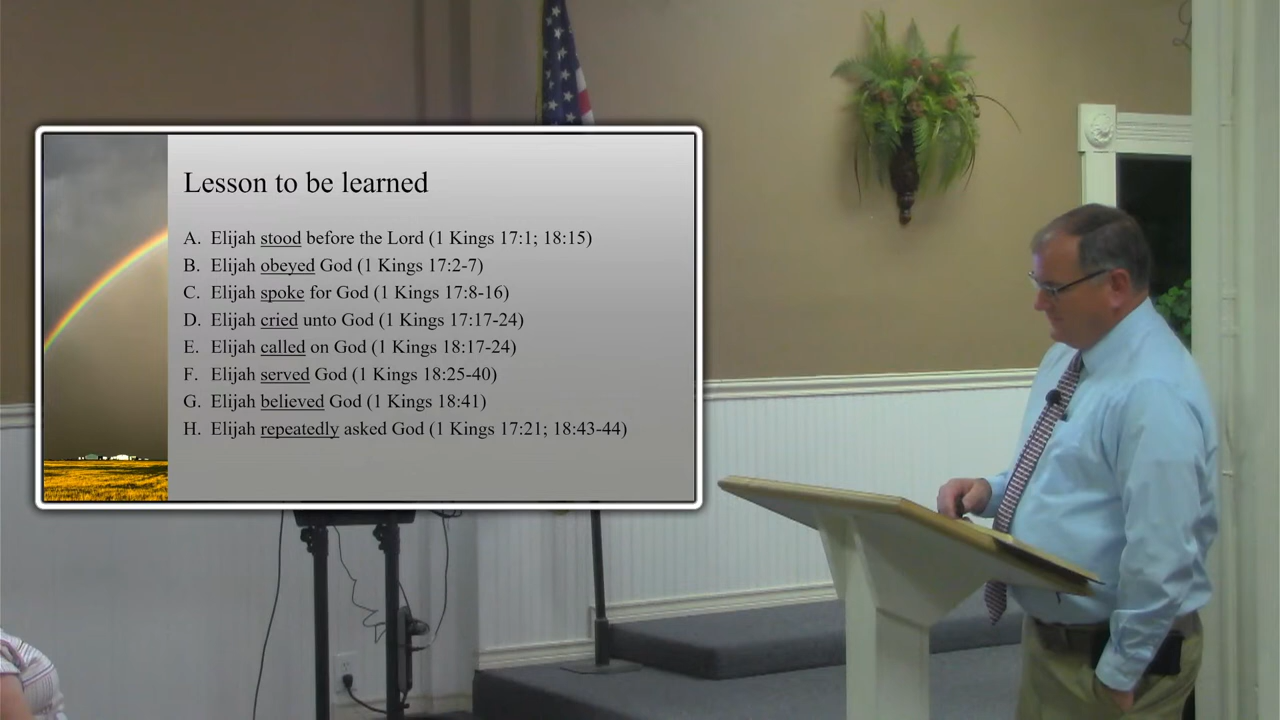 Lesson to be learned
A. Elijah stood before the Lord (1 Kings 17:1; 18:15)
B. Elijah obeyed God (1 Kings 17:2-7)
C. Elijah spoke for God (1 Kings 17:8-16)
D. Elijah cried unto God (1 Kings 17:17-24)
E. Elijah called on God (1 Kings 18:17-24)
F. Elijah served God (1 Kings 18:25-40)
G. Elijah believed God (1 Kings 18:41)
H. Elijah repeatedly asked God (1 Kings 17:21; 18:43-44)